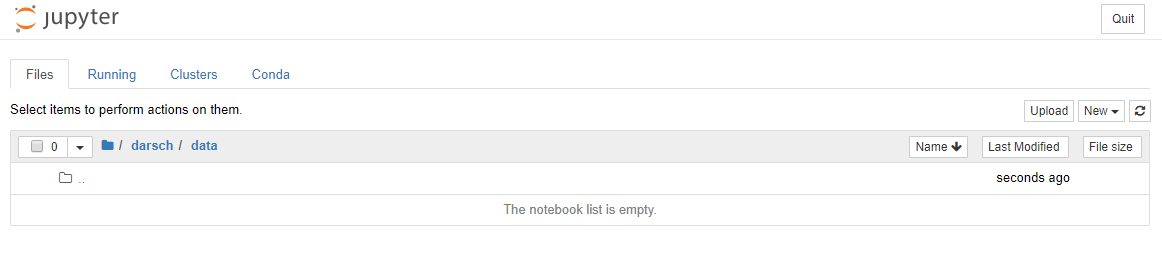 jupyter Quit
Files Running Clusters Conda
Select items to perform actions on them. Upload New
0 / darsch / data Name Last Modified File size
.. seconds ago
The notebook list is empty.